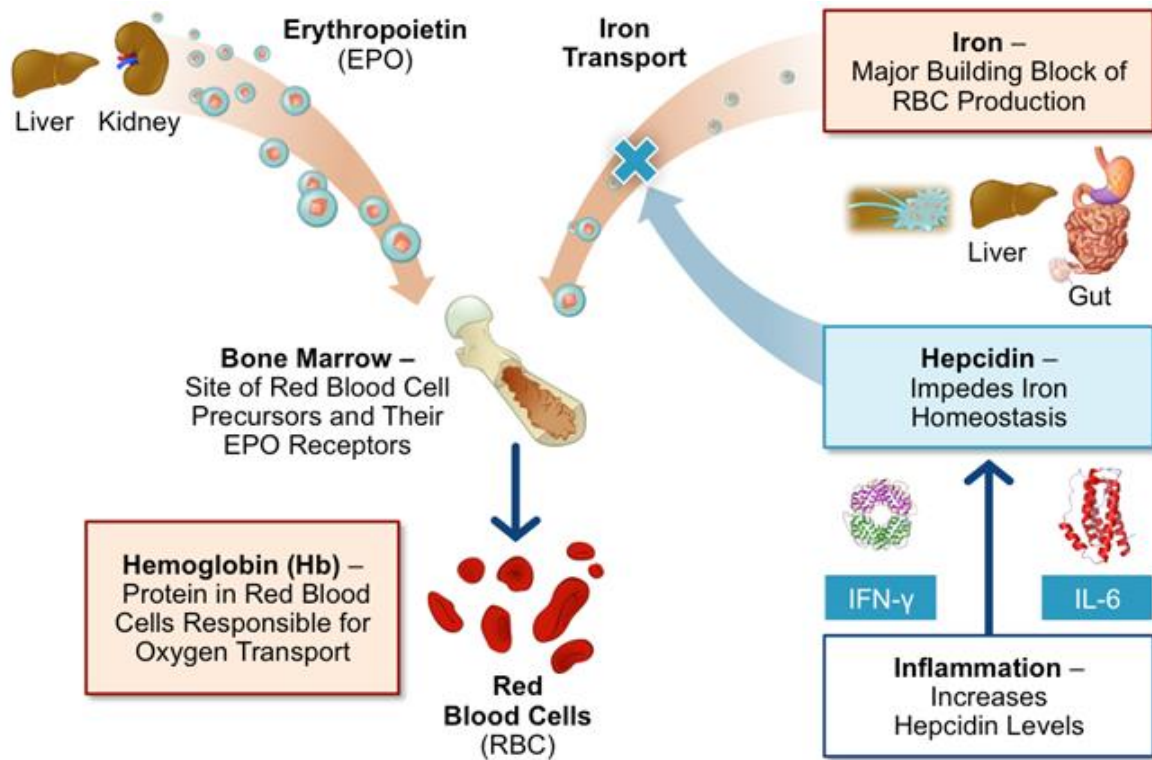 Erythropoietin
(EPO)
Iron
Transport
Iron –
Major Building Block of
RBC Production
Liver
Kidney
Liver
Gut
Bone Marrow –
Site of Red Blood Cell
Precursors and Their
EPO Receptors
Hepcidin –
Impedes Iron
Homeostasis
Hemoglobin (Hb) –
Protein in Red Blood
Cells Responsible for
Oxygen Transport
IFN-γ
IL-6
Red
Blood Cells
(RBC)
Inflammation –
Increases
Hepcidin Levels